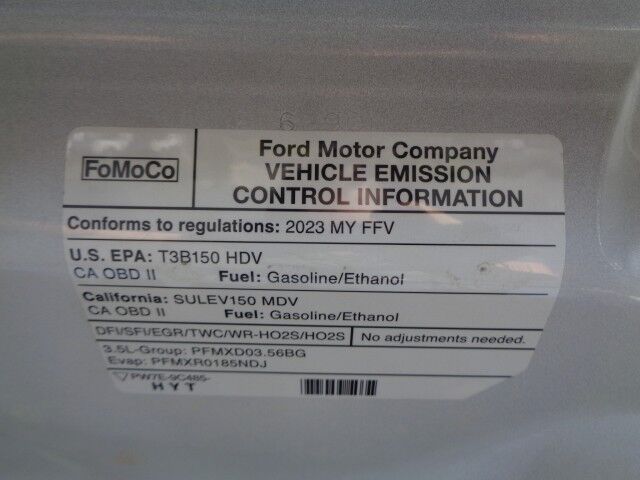 FoMoCo
Ford Motor Company
VEHICLE EMISSION
CONTROL INFORMATION
Conforms to regulations: 2023 MY FFV
U.S. EPA: T3B150 HDV
CA OBD II Fuel: Gasoline/Ethanol
California: SULEV150 MDV
CA OBD II Fuel: Gasoline/Ethanol
DFI/SFI/EGR/TWC/WR-HO2S/HO2S No adjustments needed.
3.5L-Group: PFMXD03.56BG
Evap: PFMXR0185NDJ
PW7E-9C485-
HYT